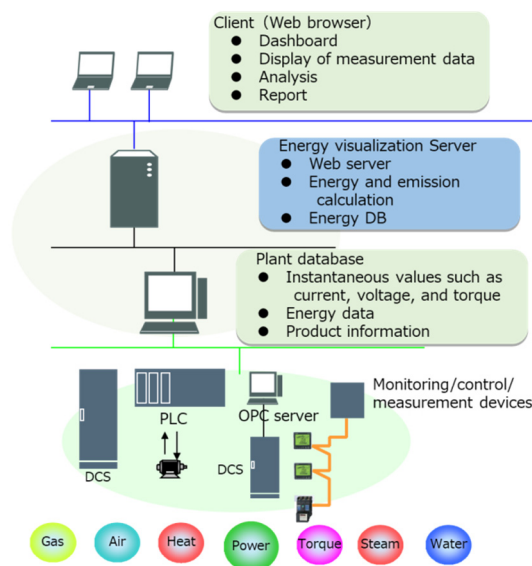 Client（Web browser）
● Dashboard
● Display of measurement data
● Analysis
● Report
Energy visualization Server
● Web server
● Energy and emission
calculation
● Energy DB
Plant database
● Instantaneous values such as
current, voltage, and torque
● Energy data
● Product information
Monitoring/control/
measurement devices
PLC
OPC server
DCS
DCS
Gas
Air
Heat
Power
Torque
Steam
Water